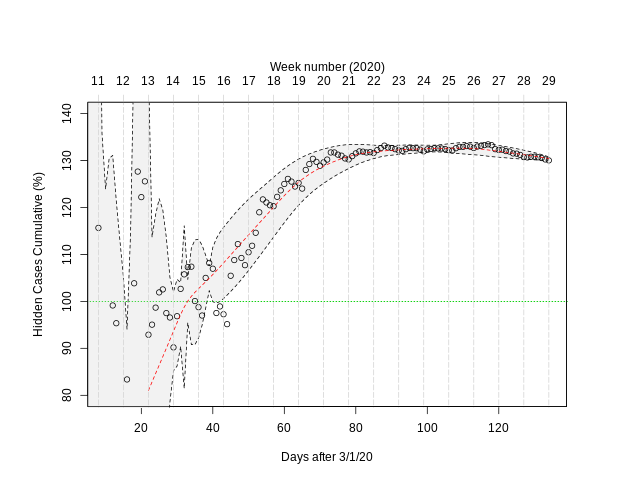 Week number (2020)
11 12 13 14 15 16 17 18 19 20 21 22 23 24 25 26 27 28 29
140
130
120
110
100
90
80
Hidden Cases Cumulative (%)
20 40 60 80 100 120
Days after 3/1/20